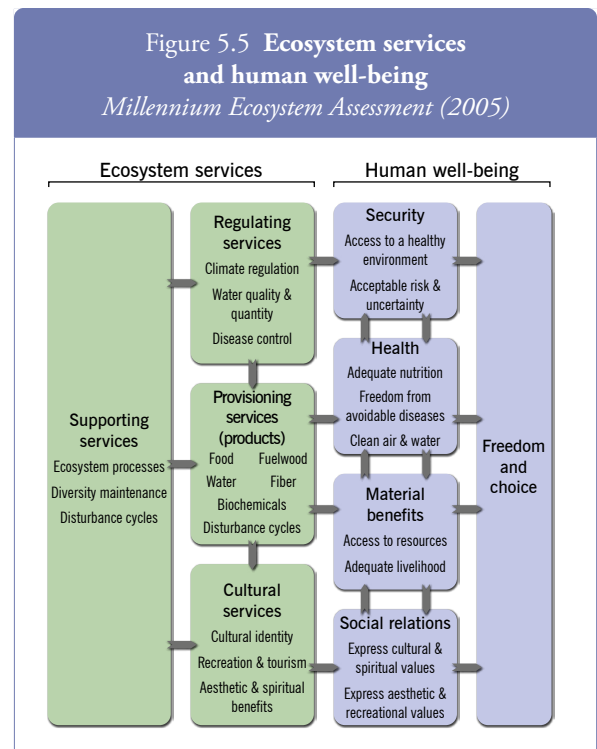 Figure 5.5 Ecosystem services
and human well-being
Millennium Ecosystem Assessment (2005)
Ecosystem services
Human well-being
Supporting
services
Ecosystem processes
Diversity maintenance
Disturbance cycles
Regulating
services
Climate regulation
Water quality &
quantity
Disease control
Provisioning
services
(products)
Food Fuelwood
Water Fiber
Biochemicals
Disturbance cycles
Cultural
services
Cultural identity
Recreation & tourism
Aesthetic & spiritual
benefits
Security
Access to a healthy
environment
Acceptable risk &
uncertainty
Health
Adequate nutrition
Freedom from
avoidable diseases
Clean air & water
Material
benefits
Access to resources
Adequate livelihood
Social relations
Express cultural &
spiritual values
Express aesthetic &
recreational values
Freedom
and
choice